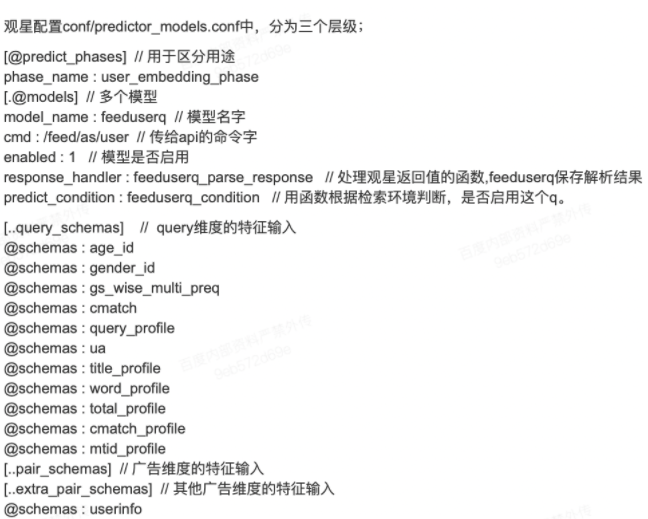 观星配置conf/predictor_models.conf中，分为三个层级；
[@predict_phases] // 用于区分用途
phase_name : user_embedding_phase
[.@models] // 多个模型
model_name : feeduserq // 模型名字
cmd : /feed/as/user // 传给api的命令字
enabled : 1 // 模型是否启用
response_handler : feeduserq_parse_response // 处理观星返回值的函数,feeduserq保存解析结果
predict_condition : feeduserq_condition // 用函数根据检索环境判断，是否启用这个q。
[..query_schemas] // query维度的特征输入
@schemas : age_id
@schemas : gender_id
@schemas : gs_wise_multi_preq
@schemas : cmatch
@schemas : query_profile
@schemas : ua
@schemas : title_profile
@schemas : word_profile
@schemas : total_profile
@schemas : cmatch_profile
@schemas : mtid_profile
[..pair_schemas] // 广告维度的特征输入
[..extra_pair_schemas] // 其他广告维度的特征输入
@schemas : userinfo